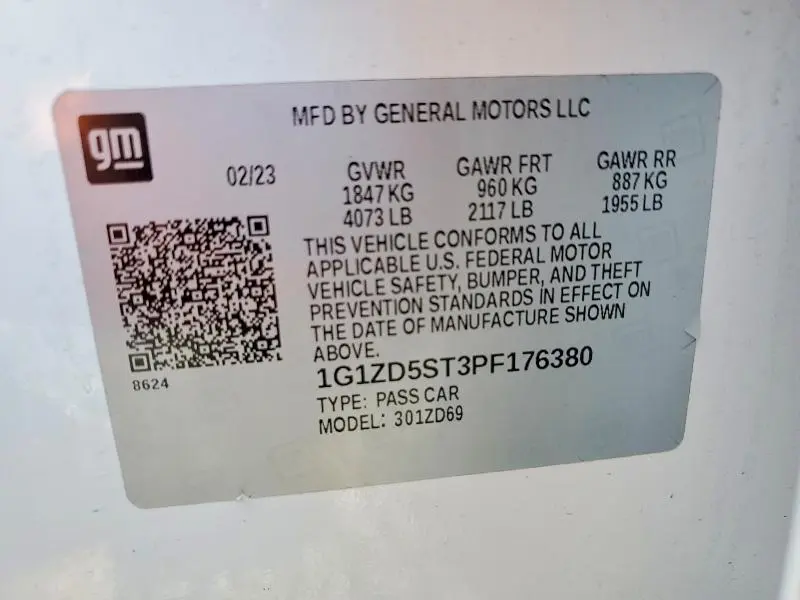 gm
MFD BY GENERAL MOTORS LLC
02/23
GVWR
1847 KG
4073 LB
GAWR FRT
960 KG
2117 LB
GAWR RR
887 KG
1955 LB
THIS VEHICLE CONFORMS TO ALL
APPLICABLE U.S. FEDERAL MOTOR
VEHICLE SAFETY, BUMPER, AND THEFT
PREVENTION STANDARDS IN EFFECT ON
THE DATE OF MANUFACTURE SHOWN
ABOVE.
8624
1G1ZD5ST3PF176380
TYPE: PASS CAR
MODEL: 301ZD69